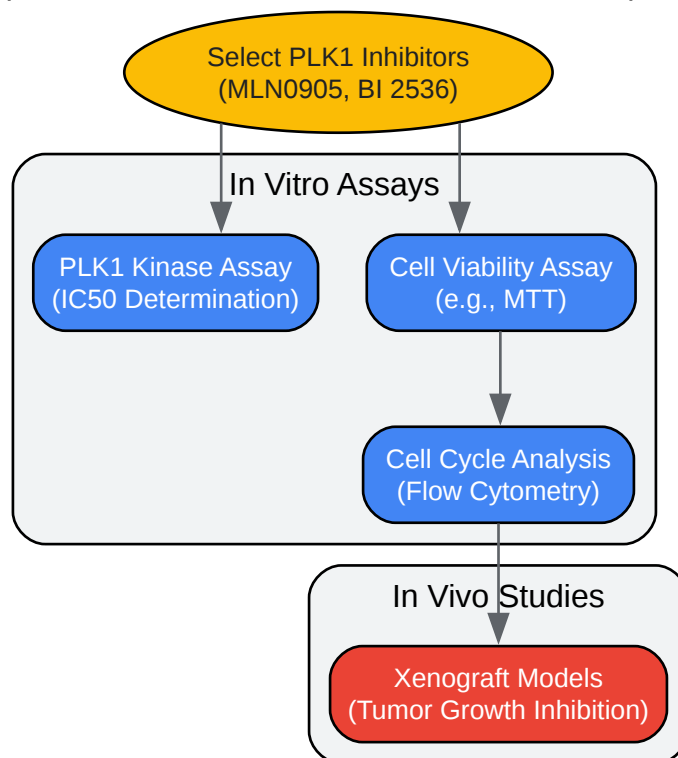 Select PLK1 Inhibitors
(MLN0905, BI 2536)
In Vitro Assays
PLK1 Kinase Assay
(IC50 Determination)
Cell Viability Assay
(e.g., MTT)
Cell Cycle Analysis
(Flow Cytometry)
In Vivo Studies
Xenograft Models
(Tumor Growth Inhibition)